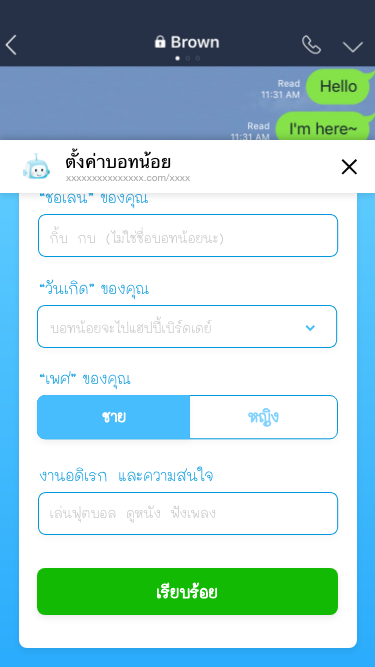 Brown
Read
11:31 AM
Hello
Read
11:31 AM
I'm here~
ตั้งค่าบอทน้อย
xxxxxxxxxxxxxxx.com/xxxx
“ชื่อเล่น” ของคุณ
กิ๊บ กบ (ไม่ใช่ชื่อบอทน้อยนะ)
“วันเกิด” ของคุณ
บอทน้อยจะไปแฮปปี้เบิร์ดเดย์
“เพศ” ของคุณ
ชาย
หญิง
งานอดิเรก และความสนใจ
เล่นฟุตบอล ดูหนัง ฟังเพลง
เรียบร้อย